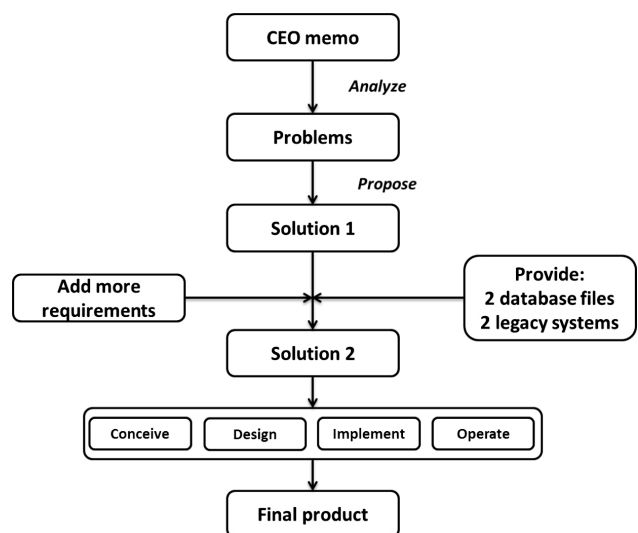 CEO memo
Analyze
Problems
Propose
Solution 1
Add more
requirements
Provide:
2 database files
2 legacy systems
Solution 2
Conceive
Design
Implement
Operate
Final product